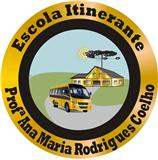 Escola Itinerante
Profª Ana Maria Rodrigues Coelho